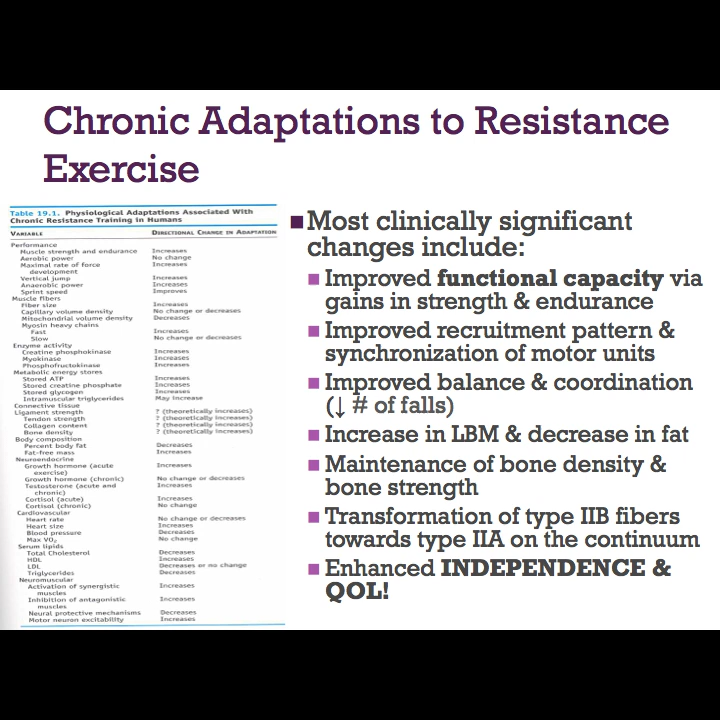 Chronic Adaptations to Resistance
Exercise
Table 19.1. Physiological Adaptations Associated With
Chronic Resistance Training in Humans
VARIABLE DIRECTIONAL CHANGE IN ADAPTATION
Performance
Muscle strength and endurance Increases
Aerobic power No change
Maximal rate of force Increases
development
Vertical jump Increases
Anaerobic power Increases
Sprint speed Improves
Muscle fibers
Fiber size Increases
Capillary volume density No change or decreases
Mitochondrial volume density Decreases
Myosin heavy chains
Fast Increases
Slow No change or decreases
Enzyme activity
Creatine phosphokinase Increases
Myokinase Increases
Phosphofructokinase Increases
Metabolic energy stores
Stored ATP Increases
Stored creatine phosphate Increases
Stored glycogen Increases
Intramuscular triglycerides May increase
Connective tissue
Ligament strength ? (theoretically increases)
Tendon strength ? (theoretically increases)
Collagen content ? (theoretically increases)
Bone density ? (theoretically increases)
Body composition
Percent body fat Decreases
Fat-free mass Increases
Neuroendocrine
Growth hormone (acute Increases
exercise)
Growth hormone (chronic) No change or decreases
Testosterone (acute and Increases
chronic)
Cortisol (acute) Increases
Cortisol (chronic) No change
Cardiovascular
Heart rate No change or decreases
Heart size Increases
Blood pressure Decreases
Max VO₂ No change
Serum lipids
Total Cholesterol Decreases
HDL Increases
LDL Decreases or no change
Triglycerides Decreases
Neuromuscular
Activation of synergistic Increases
muscles
Inhibition of antagonistic Increases
muscles
Neural protective mechanisms Decreases
Motor neuron excitability Increases
Most clinically significant
changes include:
Improved functional capacity via
gains in strength & endurance
Improved recruitment pattern &
synchronization of motor units
Improved balance & coordination
(↓ # of falls)
Increase in LBM & decrease in fat
Maintenance of bone density &
bone strength
Transformation of type IIB fibers
towards type IIA on the continuum
Enhanced INDEPENDENCE &
QOL!